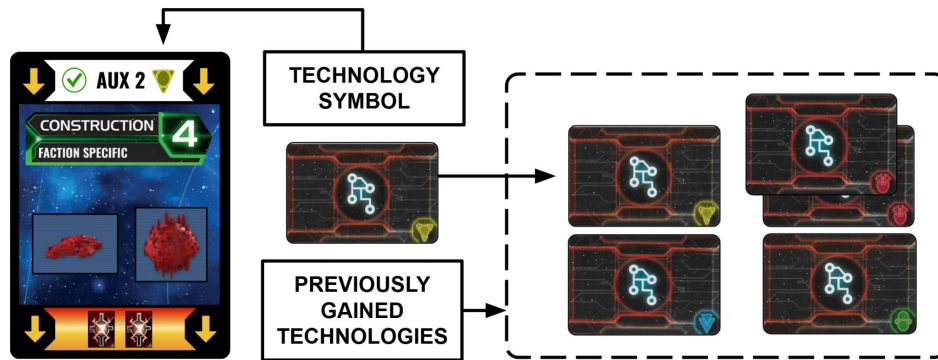 AUX 2
CONSTRUCTION
4
FACTION SPECIFIC
TECHNOLOGY
SYMBOL
PREVIOUSLY
GAINED
TECHNOLOGIES